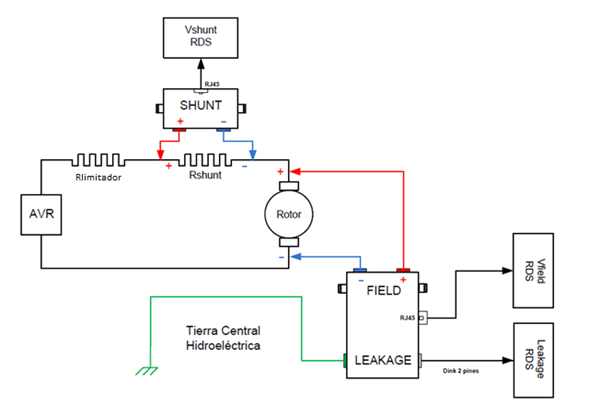 Vshunt
RDS
RJ45
SHUNT
+ -
Rlimitador
+
Rshunt
-
+
AVR
Rotor
-
- +
FIELD
RJ45
Vfield
RDS
Tierra Central
Hidroeléctrica
LEAKAGE
Dink 2 pines
Leakage
RDS